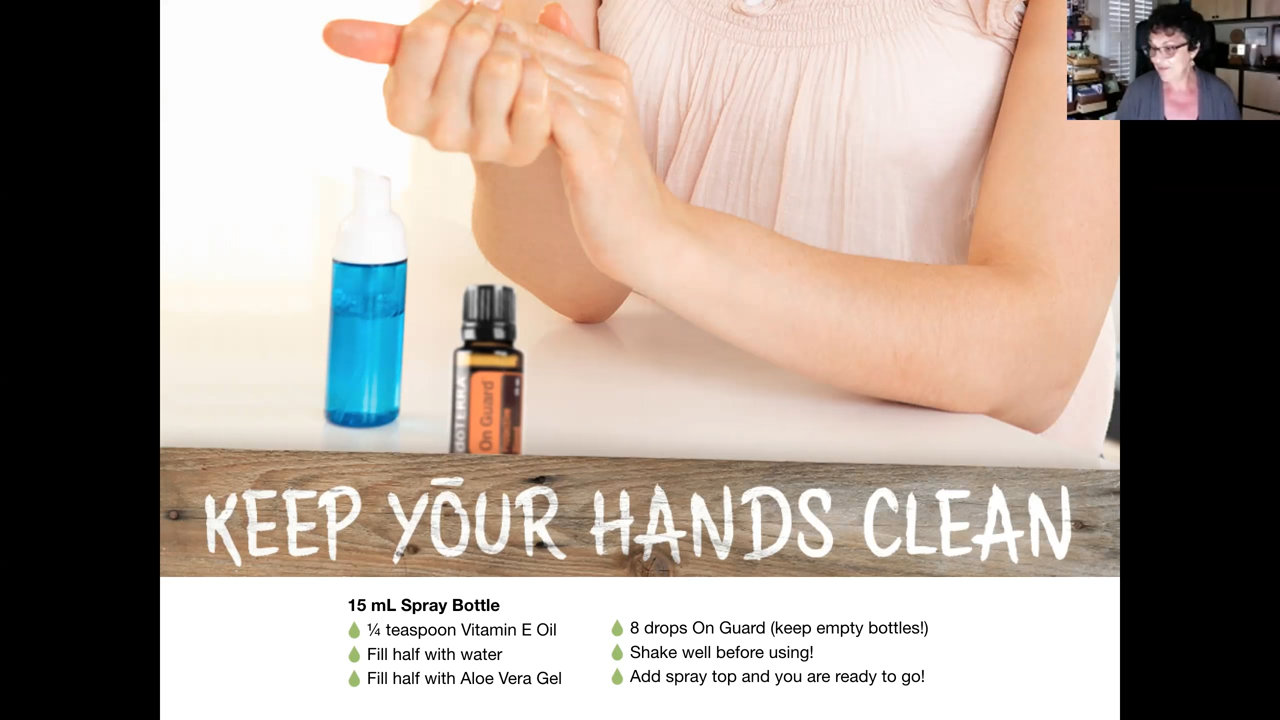 dōTERRA
On Guard
KEEP YŌUR HANDS CLEAN
15 mL Spray Bottle
¼ teaspoon Vitamin E Oil
Fill half with water
Fill half with Aloe Vera Gel
8 drops On Guard (keep empty bottles!)
Shake well before using!
Add spray top and you are ready to go!